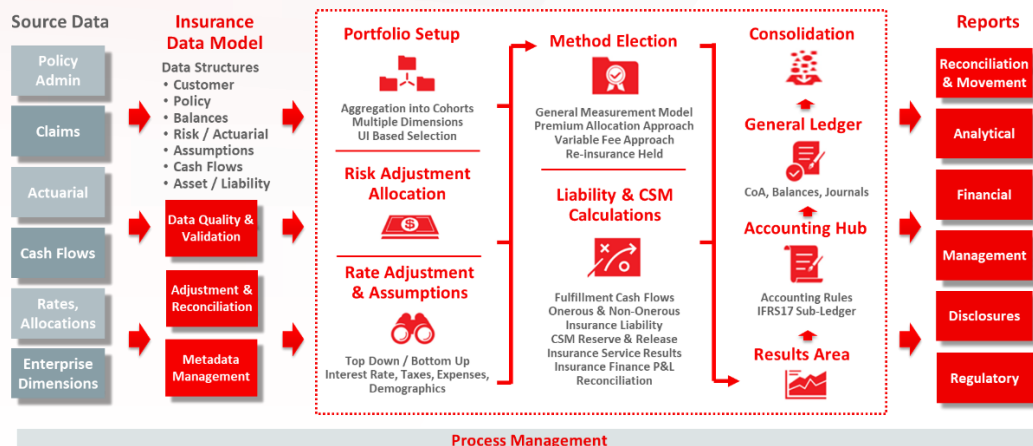 Source Data
Policy
Admin
Claims
Actuarial
Cash Flows
Rates,
Allocations
Enterprise
Dimensions
Insurance
Data Model
Data Structures
• Customer
• Policy
• Balances
• Risk / Actuarial
• Assumptions
• Cash Flows
• Asset / Liability
Data Quality &
Validation
Adjustment &
Reconciliation
Metadata
Management
Portfolio Setup
Aggregation into Cohorts
Multiple Dimensions
UI Based Selection
Risk Adjustment
Allocation
$
Rate Adjustment
& Assumptions
Top Down / Bottom Up
Interest Rate, Taxes, Expenses,
Demographics
Method Election
General Measurement Model
Premium Allocation Approach
Variable Fee Approach
Re-Insurance Held
Liability & CSM
Calculations
Fulfillment Cash Flows
Onerous & Non-Onerous
Insurance Liability
CSM Reserve & Release
Insurance Service Results
Insurance Finance P&L
Reconciliation
Consolidation
General Ledger
CoA, Balances, Journals
Accounting Hub
Accounting Rules
IFRS17 Sub-Ledger
Results Area
Reports
Reconciliation
& Movement
Analytical
Financial
Management
Disclosures
Regulatory
Process Management